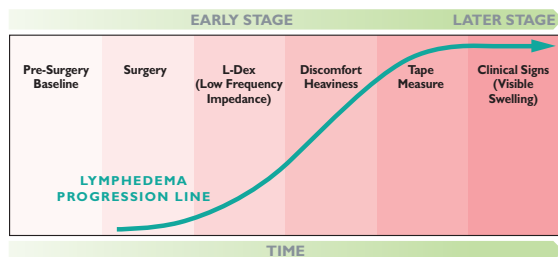 EARLY STAGE
LATER STAGE
Pre-Surgery
Baseline
Surgery
L-Dex
(Low Frequency
Impedance)
Discomfort
Heaviness
Tape
Measure
Clinical Signs
(Visible
Swelling)
LYMPHEDEMA
PROGRESSION LINE
TIME